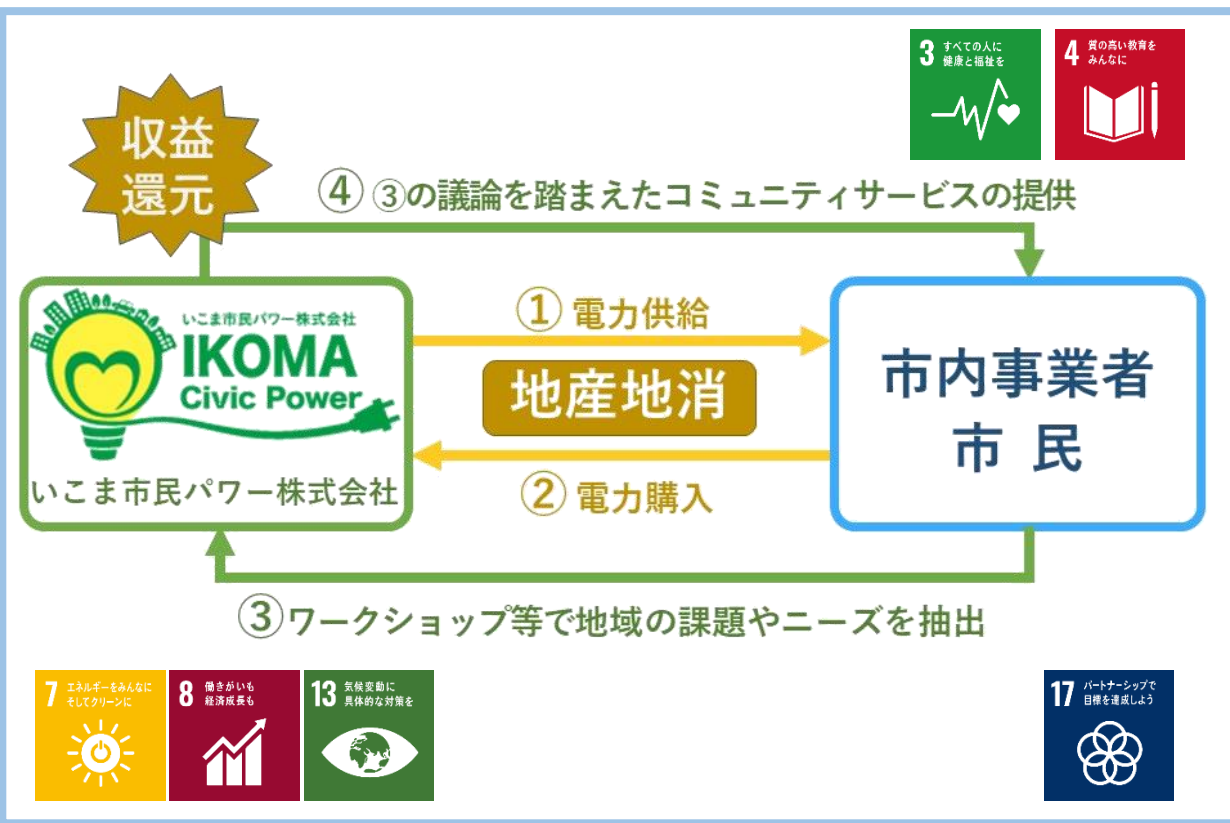 3 すべての人に
健康と福祉を
4 質の高い教育を
みんなに
収益
還元
④ ③の議論を踏まえたコミュニティサービスの提供
いこま市民パワー株式会社
IKOMA
Civic Power
いこま市民パワー株式会社
① 電力供給
地産地消
② 電力購入
市内事業者
市 民
③ワークショップ等で地域の課題やニーズを抽出
7 エネルギーをみんなに
そしてクリーンに
8 働きがいも
経済成長も
13 気候変動に
具体的な対策を
17 パートナーシップで
目標を達成しよう